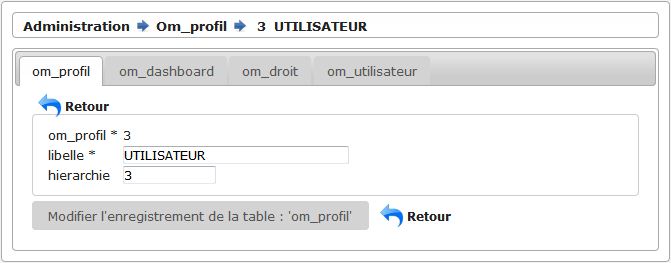 Administration Om_profil 3 UTILISATEUR
om_profil om_dashboard om_droit om_utilisateur
Retour
om_profil * 3
libelle * UTILISATEUR
hierarchie 3
Modifier l'enregistrement de la table : 'om_profil' Retour